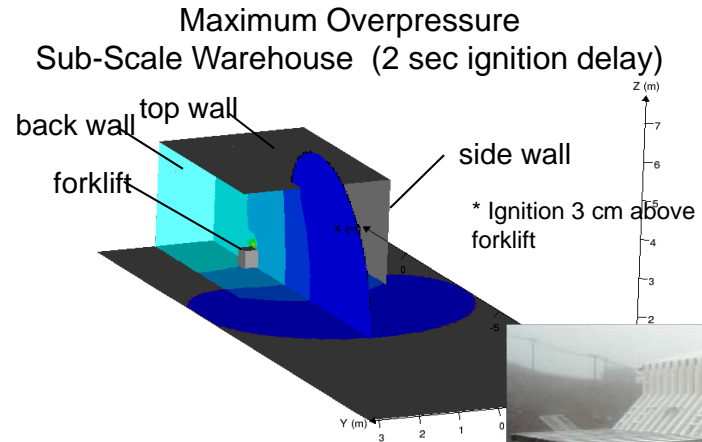 Maximum Overpressure
Sub-Scale Warehouse (2 sec ignition delay)
Z (m)
top wall
back wall
7
side wall
forklift
6
5
* Ignition 3 cm above
forklift
X (m)
4
0
3
-5
2
Y (m)
3
2
1
0